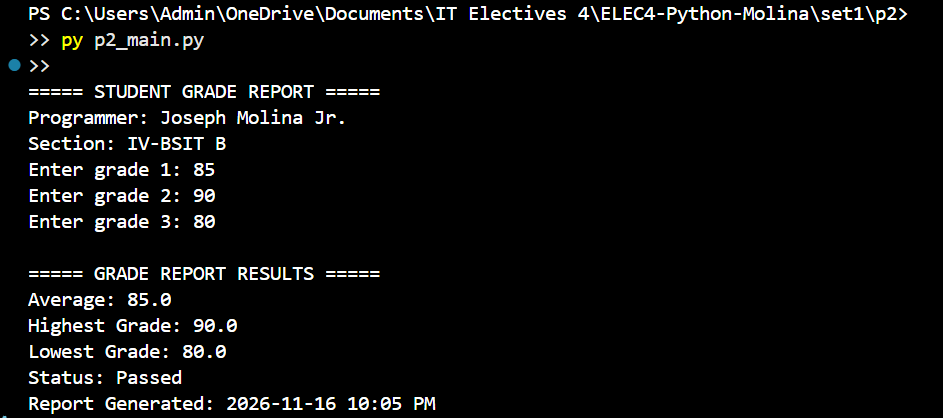 PS C:\Users\Admin\OneDrive\Documents\IT Electives 4\ELEC4-Python-Molina\set1\p2>
>> py p2_main.py
>>
===== STUDENT GRADE REPORT =====
Programmer: Joseph Molina Jr.
Section: IV-BSIT B
Enter grade 1: 85
Enter grade 2: 90
Enter grade 3: 80

===== GRADE REPORT RESULTS =====
Average: 85.0
Highest Grade: 90.0
Lowest Grade: 80.0
Status: Passed
Report Generated: 2026-11-16 10:05 PM